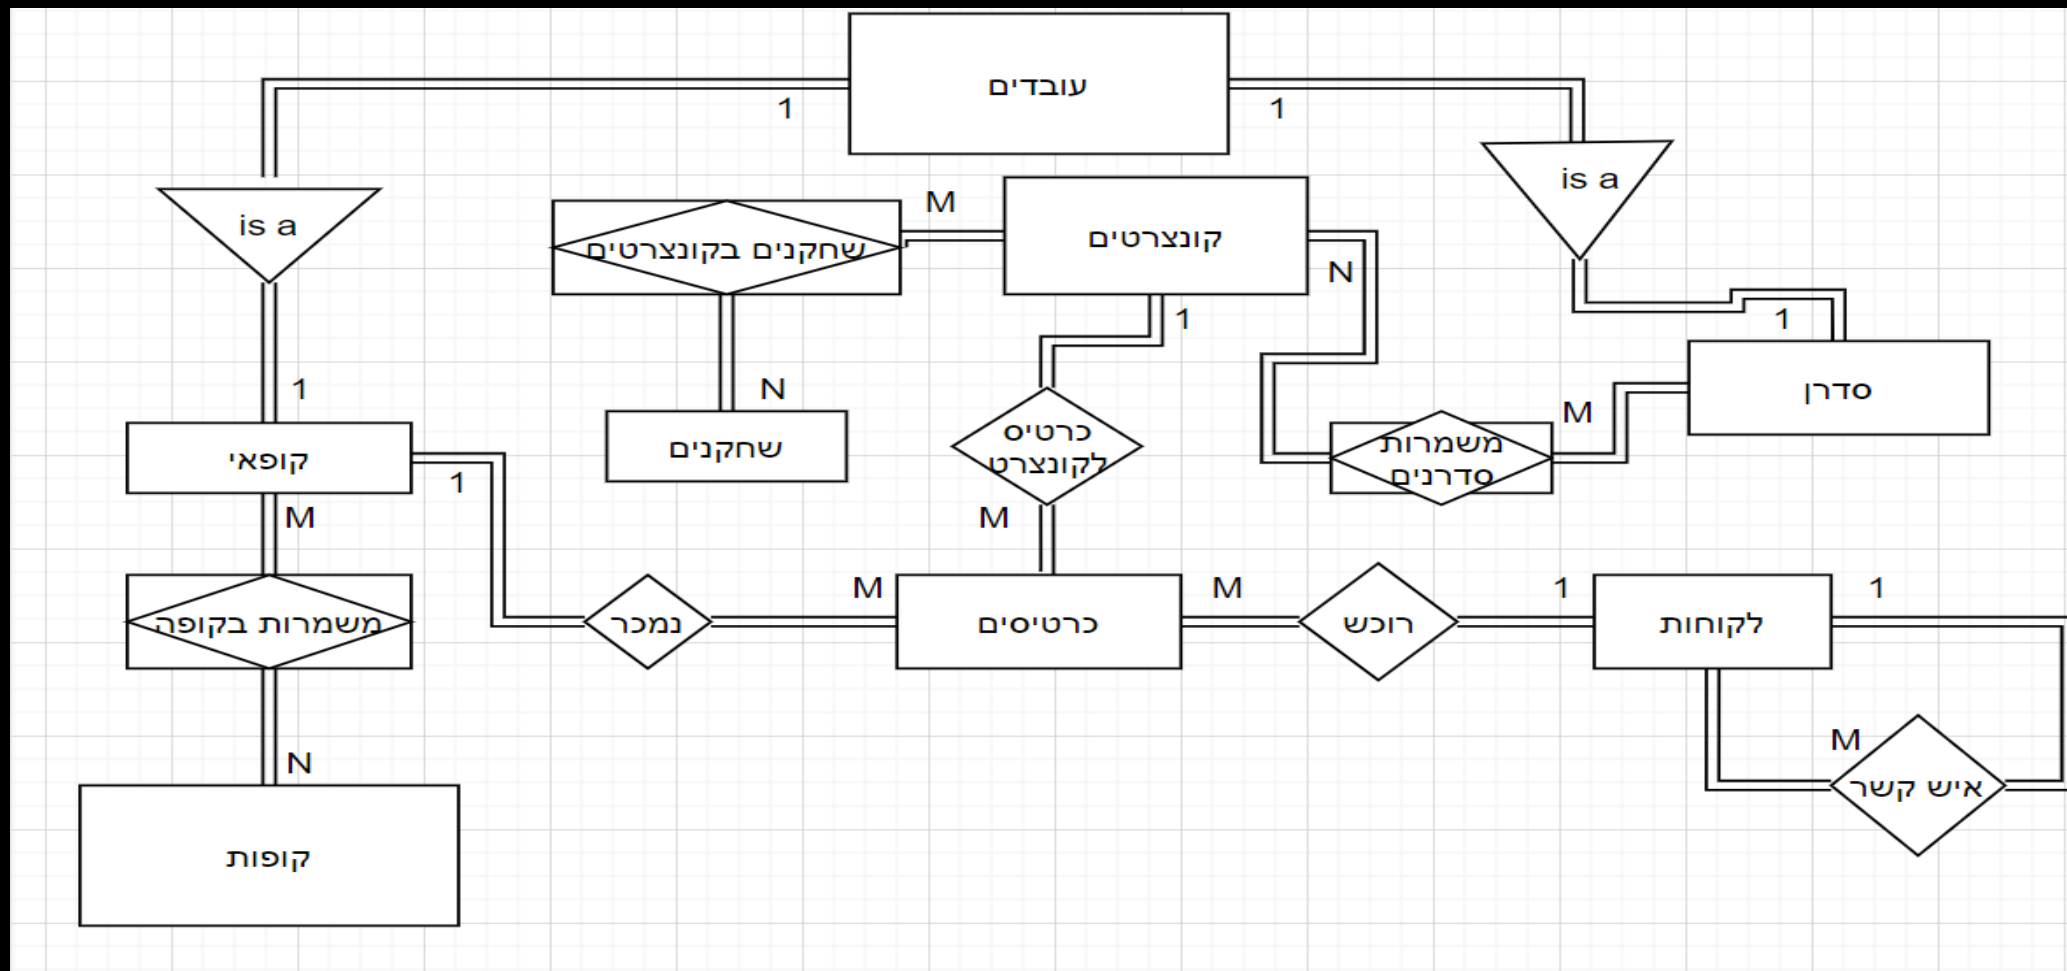 עובדים
1
1
is a
is a
M
שחקנים בקונצרטים
קונצרטים
N
1
1
1
N
סדרן
M
קופאי
1
שחקנים
כרטיס
לקונצרט
משמרות
סדרנים
M
M
M
M
1
1
משמרות בקופה
נמכר
כרטיסים
רוכש
לקוחות
M
N
איש קשר
קופות